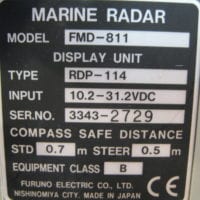 MARINE RADAR
MODEL FMD-811
DISPLAY UNIT
TYPE RDP-114
INPUT 10.2-31.2VDC
SER.NO. 3343-2729
COMPASS SAFE DISTANCE
STD 0.7 m STEER 0.5 m
EQUIPMENT CLASS B
FURUNO ELECTRIC CO., LTD.
NISHINOMIYA CITY. MADE IN JAPAN